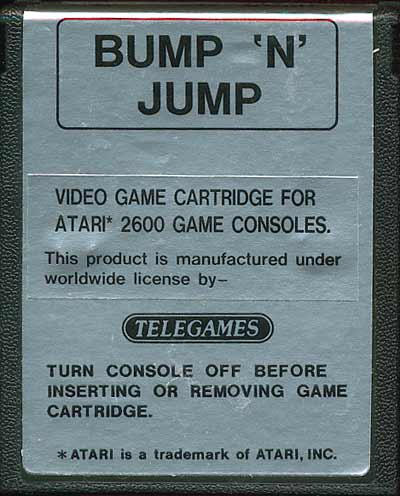 BUMP 'N'
JUMP
VIDEO GAME CARTRIDGE FOR
ATARI* 2600 GAME CONSOLES.
This product is manufactured under
worldwide license by–
TELEGAMES
TURN CONSOLE OFF BEFORE
INSERTING OR REMOVING GAME
CARTRIDGE.
* ATARI is a trademark of ATARI, INC.